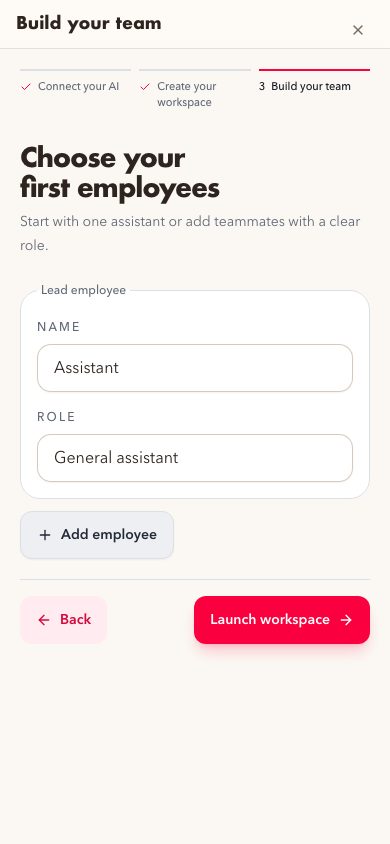 Build your team
Connect your AI
Create your
workspace
3 Build your team
Choose your
first employees
Start with one assistant or add teammates with a clear
role.
Lead employee
NAME
Assistant
ROLE
General assistant
Add employee
Back
Launch workspace